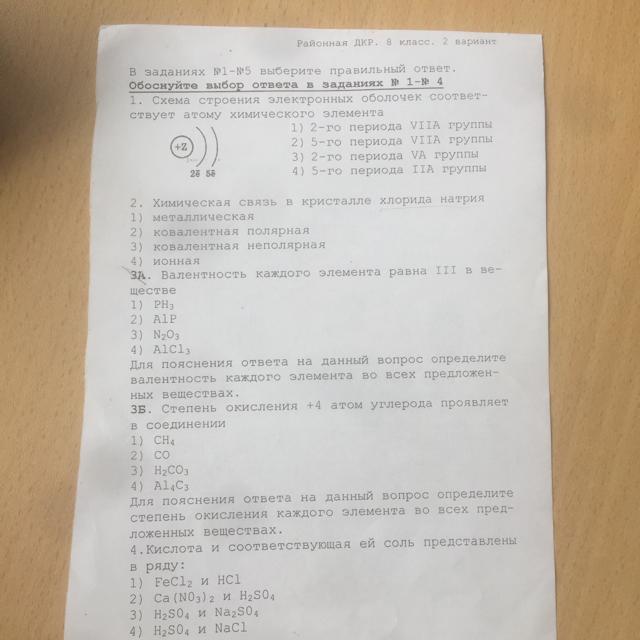 Районная ДКР. 8 класс. 2 вариант
В заданиях №1-№5 выберите правильный ответ.
Обоснуйте выбор ответа в заданиях № 1-№ 4
1. Схема строения электронных оболочек соответ-
ствует атому химического элемента
1) 2-го периода VIIA группы
2) 5-го периода VIIA группы
3) 2-го периода VA группы
4) 5-го периода IIA группы
+Z
2ē 5ē
2. Химическая связь в кристалле хлорида натрия
1) металлическая
2) ковалентная полярная
3) ковалентная неполярная
4) ионная
3А. Валентность каждого элемента равна III в ве-
ществе
1) PH₃
2) AlP
3) N₂O₃
4) AlCl₃
Для пояснения ответа на данный вопрос определите
валентность каждого элемента во всех предложен-
ных веществах.
3Б. Степень окисления +4 атом углерода проявляет
в соединении
1) CH₄
2) CO
3) H₂CO₃
4) Al₄C₃
Для пояснения ответа на данный вопрос определите
степень окисления каждого элемента во всех пред-
ложенных веществах.
4.Кислота и соответствующая ей соль представлены
в ряду:
1) FeCl₂ и HCl
2) Ca(NO₃)₂ и H₂SO₄
3) H₂SO₄ и Na₂SO₄
4) H₂SO₄ и NaCl